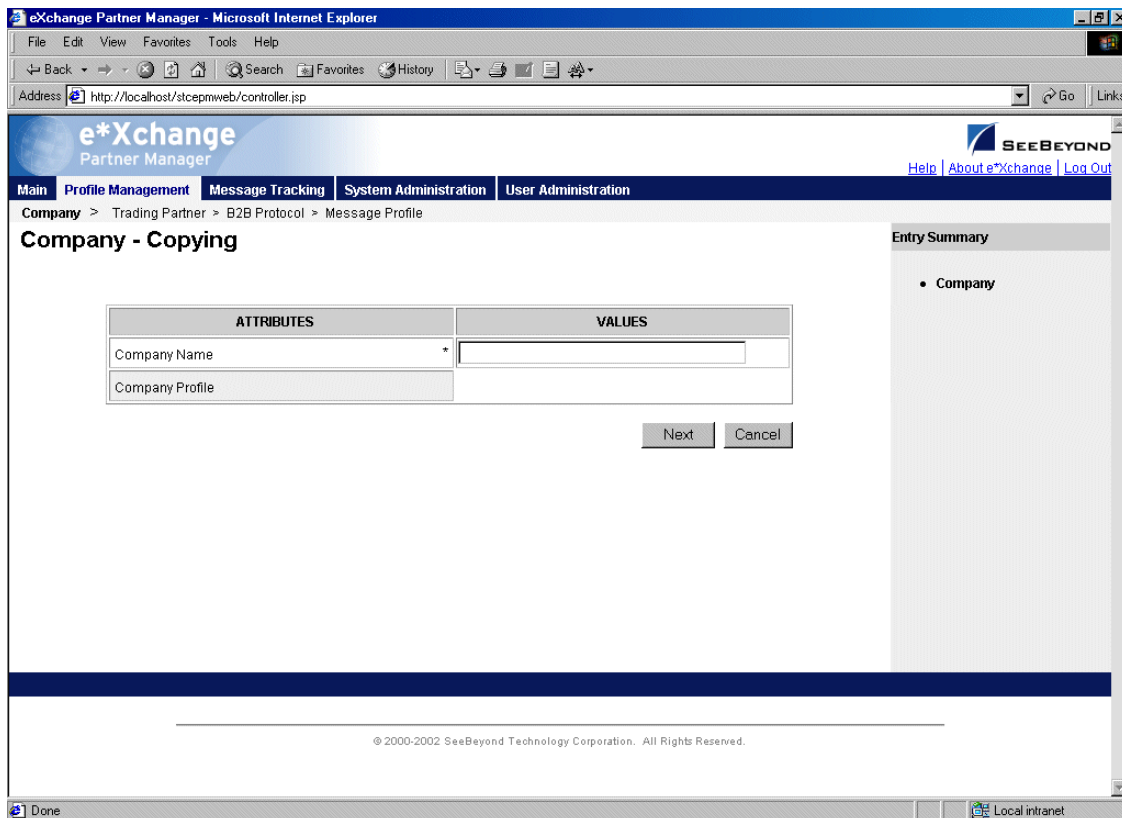 eXchange Partner Manager - Microsoft Internet Explorer
File Edit View Favorites Tools Help
Back Search Favorites History
Address http://localhost/stcepmweb/controller.jsp Go Links
e*Xchange
Partner Manager
SEEBEYOND
Help | About e*Xchange | Log Out
Main Profile Management Message Tracking System Administration User Administration
Company > Trading Partner > B2B Protocol > Message Profile
Company - Copying
Entry Summary
• Company
ATTRIBUTES VALUES
Company Name *
Company Profile
Next Cancel
© 2000-2002 SeeBeyond Technology Corporation. All Rights Reserved.
Done Local intranet